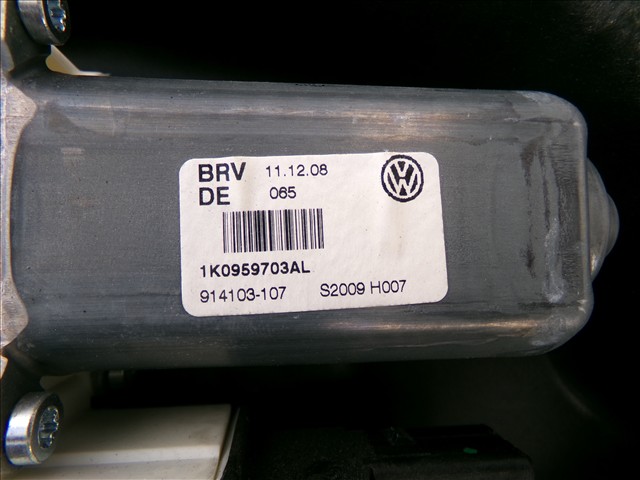 BRV 11.12.08
DE 065
1K0959703AL
914103-107 S2009 H007